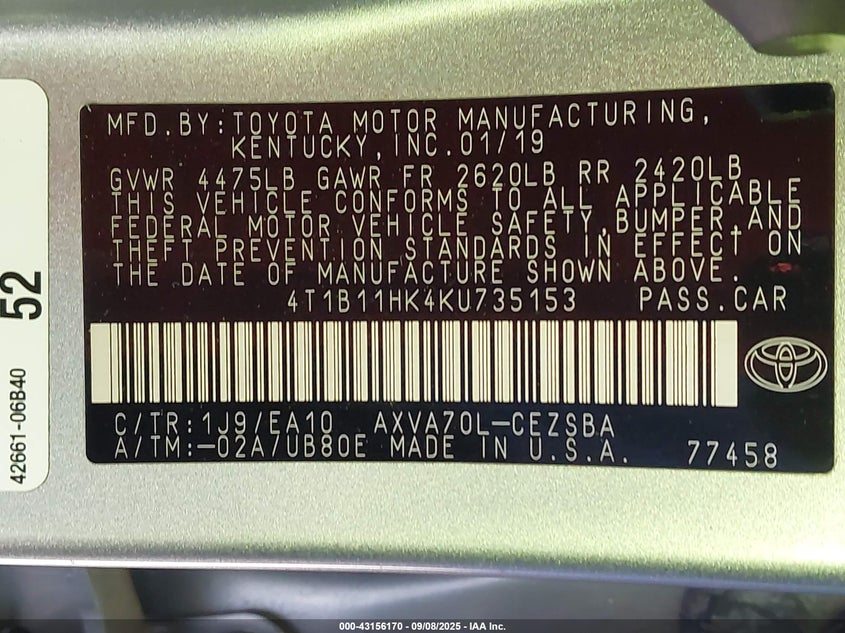 MFD.BY:TOYOTA MOTOR MANUFACTURING,
KENTUCKY,INC.01/19
GVWR 4475LB GAWR FR 2620LB RR 2420LB
THIS VEHICLE CONFORMS TO ALL APPLICABLE
FEDERAL MOTOR VEHICLE SAFETY,BUMPER,AND
THEFT PREVENTION STANDARDS IN EFFECT ON
THE DATE OF MANUFACTURE SHOWN ABOVE.
4T1B11HK4KU735153 PASS.CAR
C/TR:1J9/EA10 AXVA70L-CEZSBA
A/TM:-02A/UB80E MADE IN U.S.A. 77458
52
42661-06B40
000-43156170 - 09/08/2025 - IAA Inc.